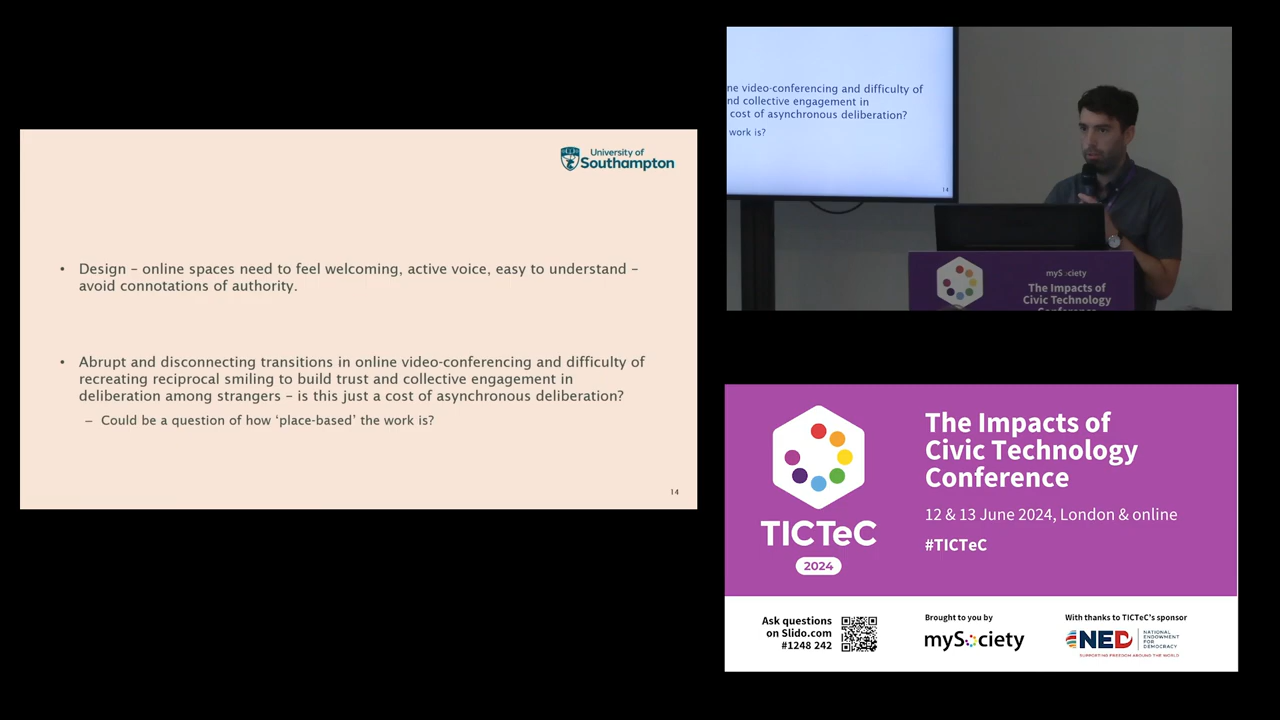 University of
Southampton
• Design – online spaces need to feel welcoming, active voice, easy to understand –
avoid connotations of authority.
• Abrupt and disconnecting transitions in online video-conferencing and difficulty of
recreating reciprocal smiling to build trust and collective engagement in
deliberation among strangers – is this just a cost of asynchronous deliberation?
– Could be a question of how ‘place-based’ the work is?
14
ne video-conferencing and difficulty of
nd collective engagement in
cost of asynchronous deliberation?
work is?
14
mySociety
The Impacts of
Civic Technology
Conference
TICTeC
2024
The Impacts of
Civic Technology
Conference
12 & 13 June 2024, London & online
#TICTeC
Ask questions
on Slido.com
#1248 242
Brought to you by
mySociety
With thanks to TICTeC's sponsor
NED
NATIONAL
ENDOWMENT
FOR
DEMOCRACY
SUPPORTING FREEDOM AROUND THE WORLD